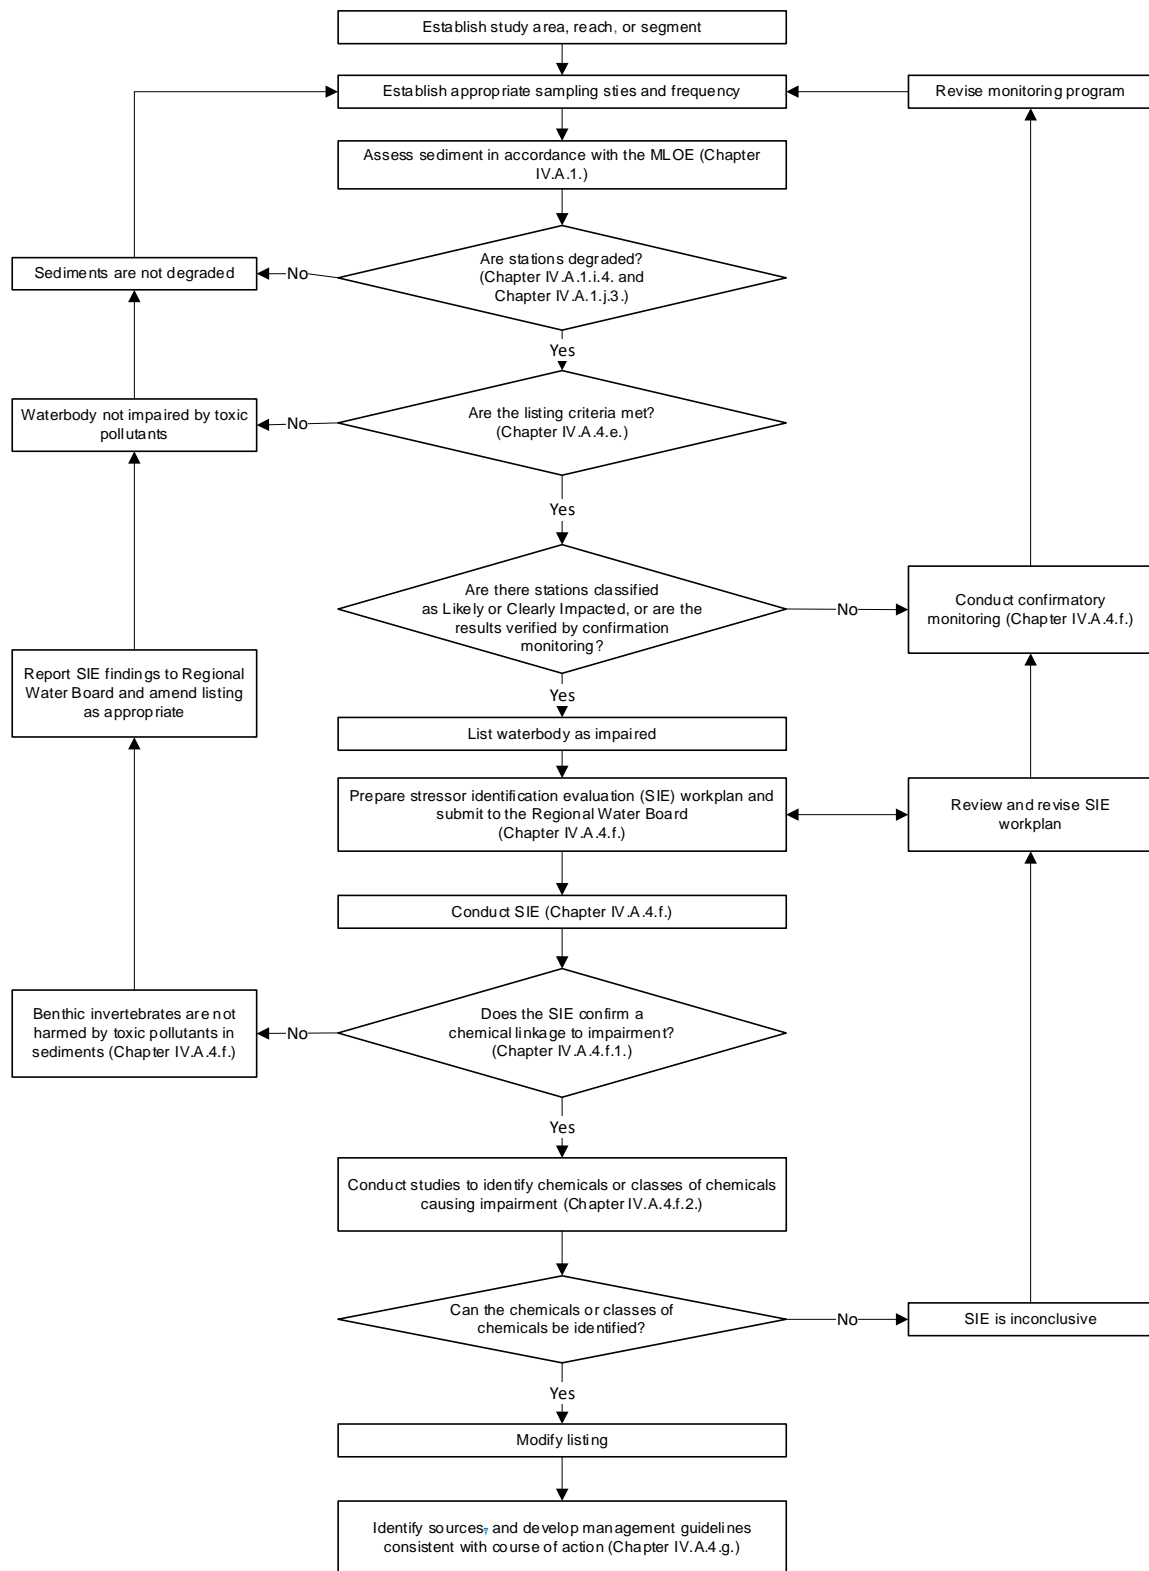 Establish study area, reach, or segment
Establish appropriate sampling sties and frequency
Revise monitoring program
Assess sediment in accordance with the MLOE (Chapter
IV.A.1.)
Are stations degraded?
(Chapter IV.A.1.i.4. and
Chapter IV.A.1.j.3.)
No
Sediments are not degraded
Yes
Are the listing criteria met?
(Chapter IV.A.4.e.)
No
Waterbody not impaired by toxic
pollutants
Yes
Are there stations classified
as Likely or Clearly Impacted, or are the
results verified by confirmation
monitoring?
No
Conduct confirmatory
monitoring (Chapter IV.A.4.f.)
Report SIE findings to Regional
Water Board and amend listing
as appropriate
Yes
List waterbody as impaired
Prepare stressor identification evaluation (SIE) workplan and
submit to the Regional Water Board
(Chapter IV.A.4.f.)
Review and revise SIE
workplan
Conduct SIE (Chapter IV.A.4.f.)
Does the SIE confirm a
chemical linkage to impairment?
(Chapter IV.A.4.f.1.)
No
Benthic invertebrates are not
harmed by toxic pollutants in
sediments (Chapter IV.A.4.f.)
Yes
Conduct studies to identify chemicals or classes of chemicals
causing impairment (Chapter IV.A.4.f.2.)
Can the chemicals or classes of
chemicals be identified?
No
SIE is inconclusive
Yes
Modify listing
Identify sources, and develop management guidelines
consistent with course of action (Chapter IV.A.4.g.)